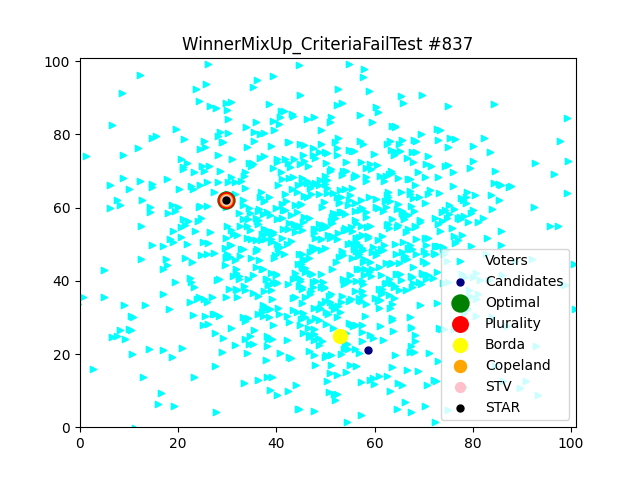 WinnerMixUp_CriteriaFailTest #837
100
80
60
40
20
0
0
20
40
60
80
100
Voters
Candidates
Optimal
Plurality
Borda
Copeland
STV
STAR